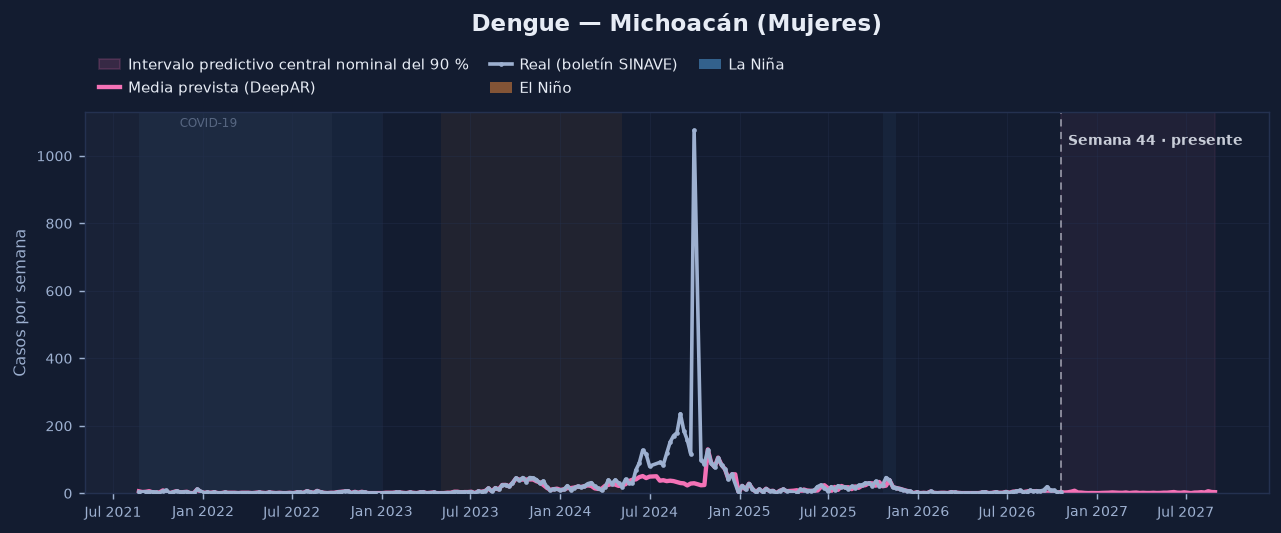 Dengue — Michoacán (Mujeres)
Intervalo predictivo central nominal del 90 %
Real (boletín SINAVE)
La Niña
Media prevista (DeepAR)
El Niño
COVID-19
Semana 44 · presente
Casos por semana
1000
800
600
400
200
0
Jul 2021
Jan 2022
Jul 2022
Jan 2023
Jul 2023
Jan 2024
Jul 2024
Jan 2025
Jul 2025
Jan 2026
Jul 2026
Jan 2027
Jul 2027